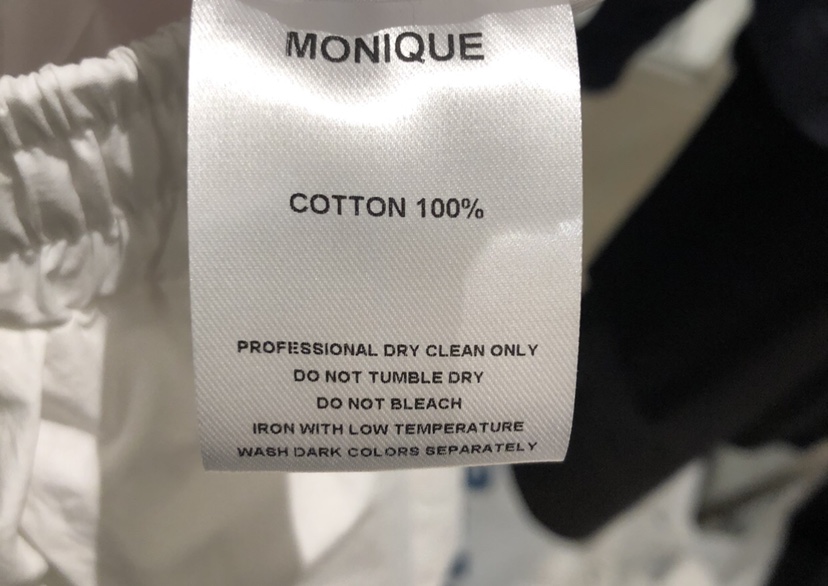 MONIQUE
COTTON 100%
PROFESSIONAL DRY CLEAN ONLY
DO NOT TUMBLE DRY
DO NOT BLEACH
IRON WITH LOW TEMPERATURE
WASH DARK COLORS SEPARATELY